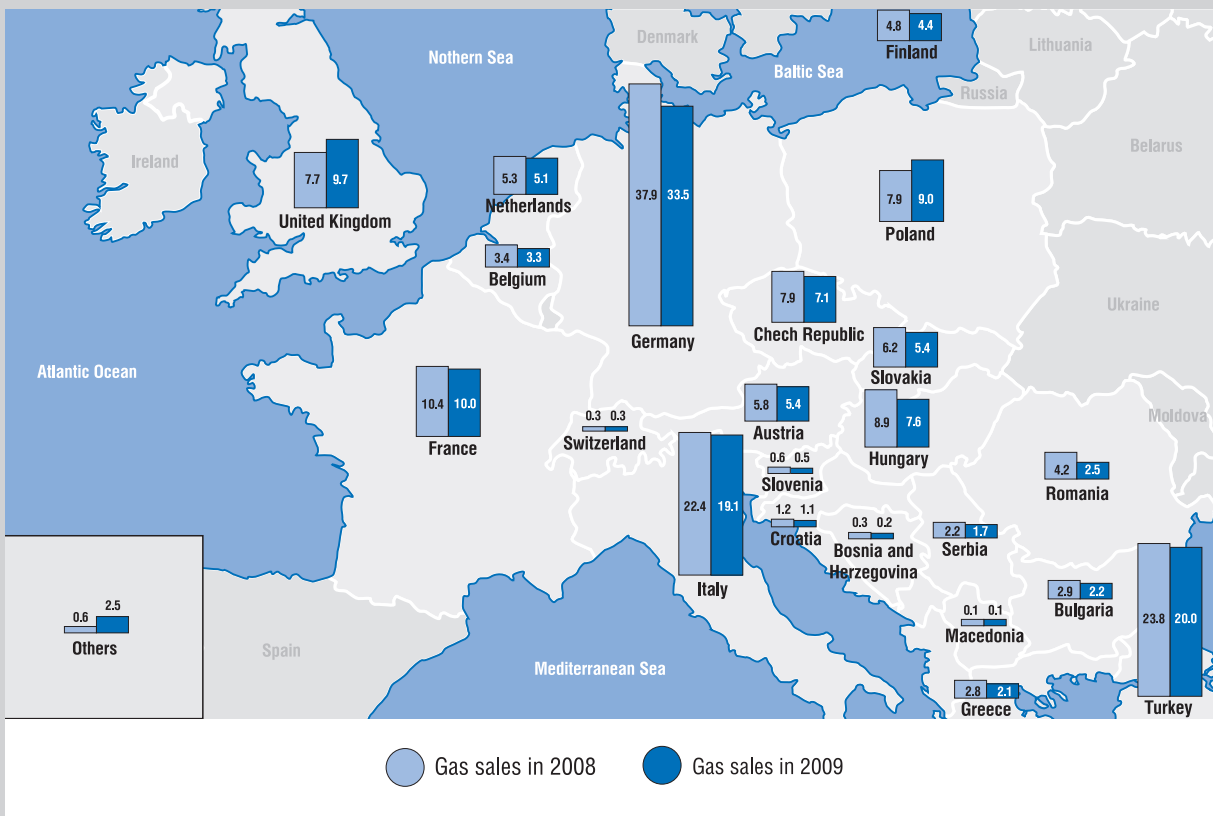 4.8 4.4
Finland
Denmark
Lithuania
Nothern Sea
Baltic Sea
Russia
Belarus
Ireland
7.7 9.7
United Kingdom
5.3 5.1
Netherlands
37.9 33.5
Germany
7.9 9.0
Poland
3.4 3.3
Belgium
7.9 7.1
Chech Republic
Ukraine
6.2 5.4
Slovakia
Atlantic Ocean
10.4 10.0
France
0.3 0.3
Switzerland
5.8 5.4
Austria
8.9 7.6
Hungary
Moldova
0.6 0.5
Slovenia
4.2 2.5
Romania
22.4 19.1
Italy
1.2 1.1
Croatia
0.3 0.2
Bosnia and
Herzegovina
2.2 1.7
Serbia
2.9 2.2
Bulgaria
23.8 20.0
Turkey
0.6 2.5
Others
Spain
0.1 0.1
Macedonia
Mediterranean Sea
2.8 2.1
Greece
Gas sales in 2008
Gas sales in 2009